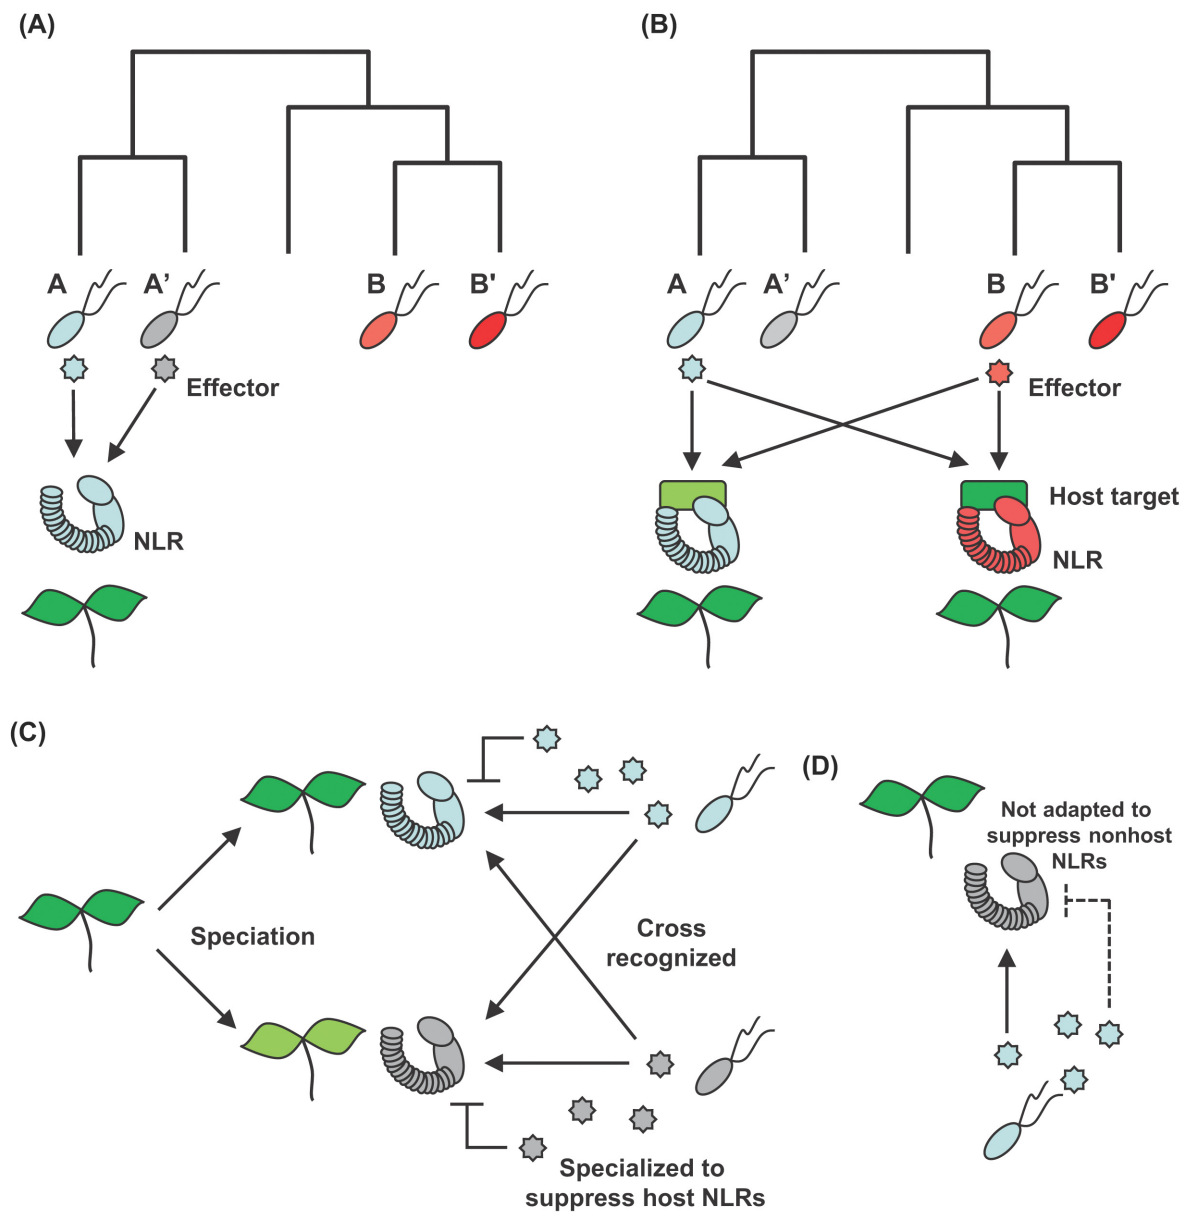 (A)
A
A’
B
B'
Effector
NLR
(B)
A
A’
B
B'
Effector
Host target
NLR
(C)
Speciation
Cross
recognized
Specialized to
suppress host NLRs
(D)
Not adapted to
suppress nonhost
NLRs